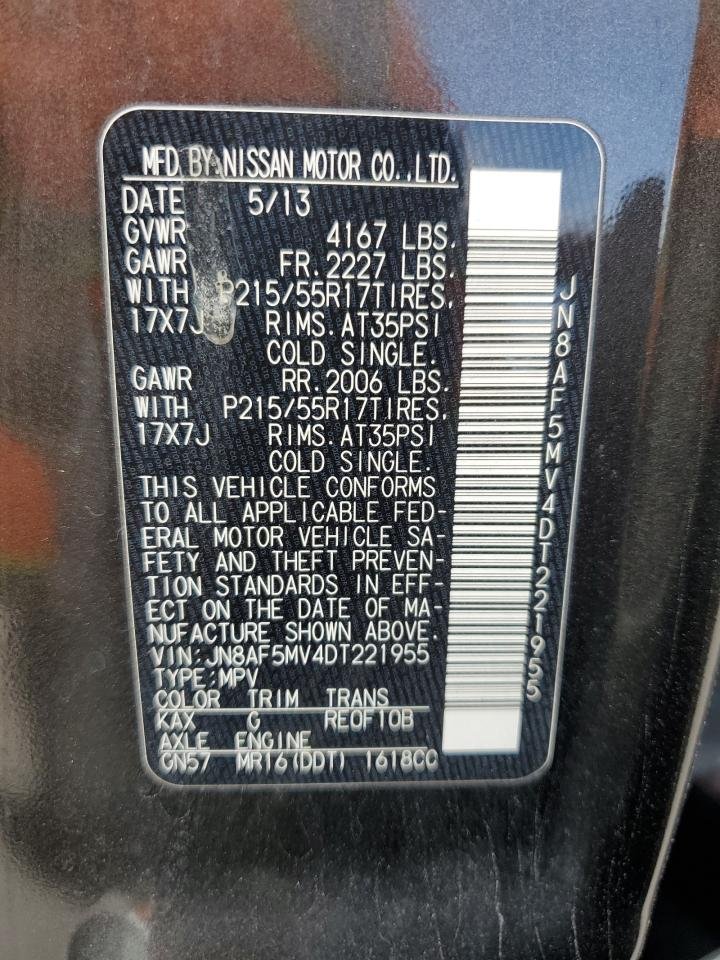 MFD.BY NISSAN MOTOR CO.,LTD.
DATE 5/13
GVWR 4167 LBS.
GAWR FR.2227 LBS.
WITH P215/55R17TIRES,
17X7J RIMS.AT35PSI
COLD SINGLE.
GAWR RR.2006 LBS.
WITH P215/55R17TIRES,
17X7J RIMS.AT35PSI
COLD SINGLE.
THIS VEHICLE CONFORMS
TO ALL APPLICABLE FED-
ERAL MOTOR VEHICLE SA-
FETY AND THEFT PREVEN-
TION STANDARDS IN EFF-
ECT ON THE DATE OF MA-
NUFACTURE SHOWN ABOVE.
VIN:JN8AF5MV4DT221955
TYPE:MPV
COLOR TRIM TRANS
KAX G RE0F10B
AXLE ENGINE
GN57 MR16(DDT) 1618CC
JN8AF5MV4DT221955